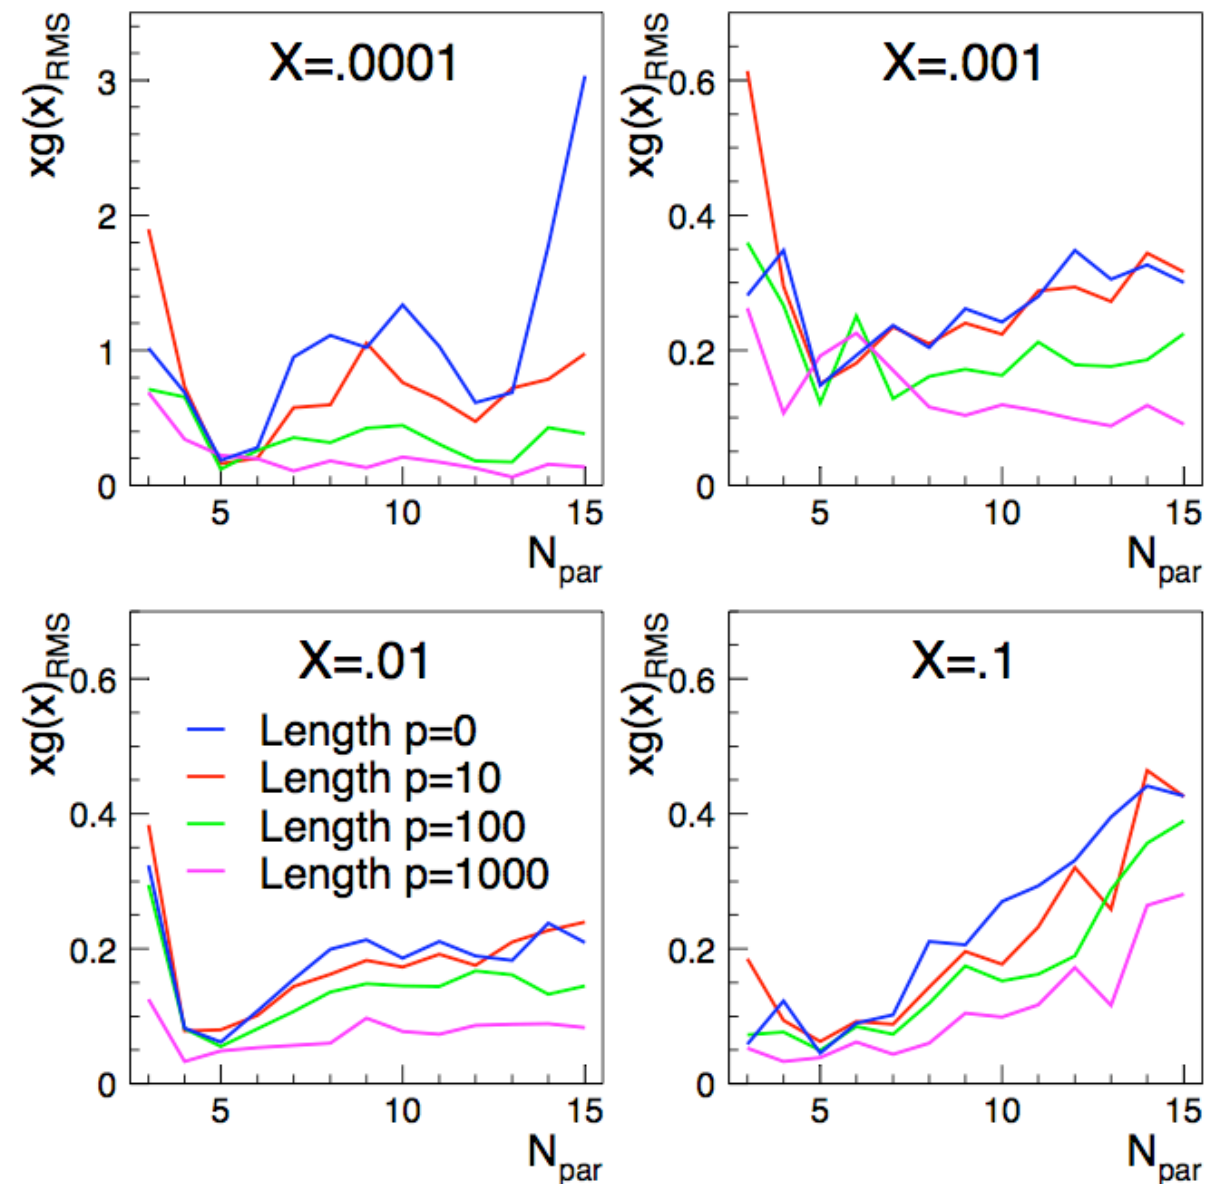 X=.0001
xg(x)RMS
3
2
1
0
5 10 15
Npar
X=.001
xg(x)RMS
0.6
0.4
0.2
0
5 10 15
Npar
X=.01
xg(x)RMS
0.6
Length p=0
Length p=10
Length p=100
Length p=1000
0.4
0.2
0
5 10 15
Npar
X=.1
xg(x)RMS
0.6
0.4
0.2
0
5 10 15
Npar